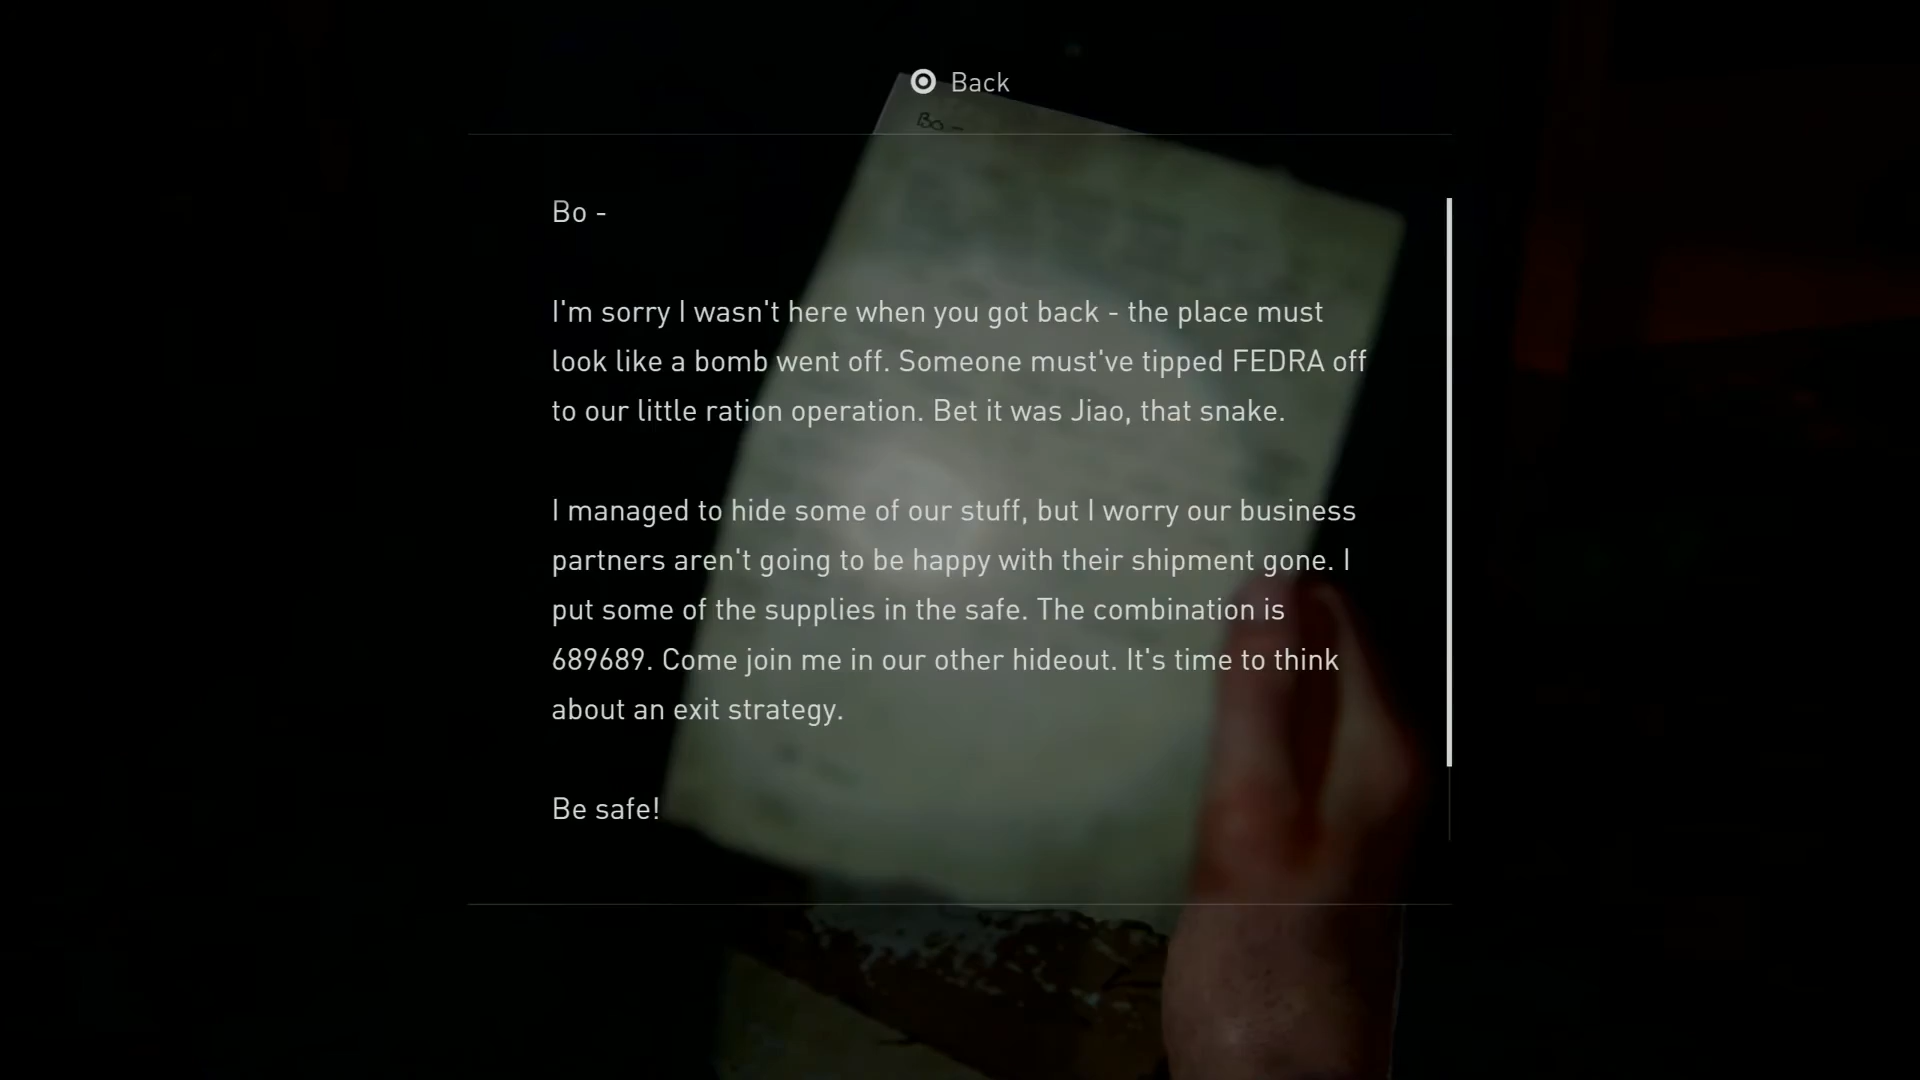 Back
Bo -
Bo -
I'm sorry I wasn't here when you got back - the place must
look like a bomb went off. Someone must've tipped FEDRA off
to our little ration operation. Bet it was Jiao, that snake.
I managed to hide some of our stuff, but I worry our business
partners aren't going to be happy with their shipment gone. I
put some of the supplies in the safe. The combination is
689689. Come join me in our other hideout. It's time to think
about an exit strategy.
Be safe!